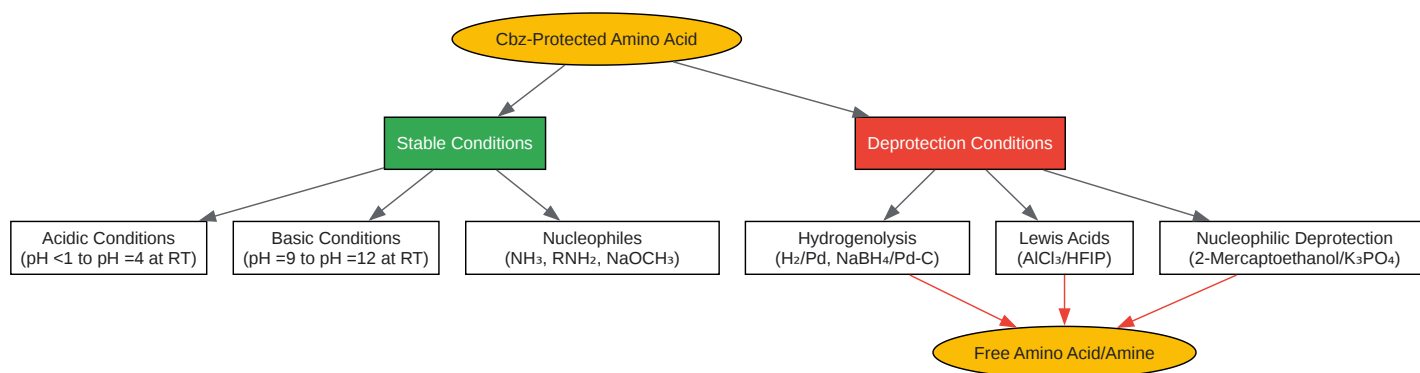 Cbz-Protected Amino Acid
Stable Conditions
Deprotection Conditions
Acidic Conditions
(pH <1 to pH =4 at RT)
Basic Conditions
(pH =9 to pH =12 at RT)
Nucleophiles
(NH₃, RNH₂, NaOCH₃)
Hydrogenolysis
(H₂/Pd, NaBH₄/Pd-C)
Lewis Acids
(AlCl₃/HFIP)
Nucleophilic Deprotection
(2-Mercaptoethanol/K₃PO₄)
Free Amino Acid/Amine